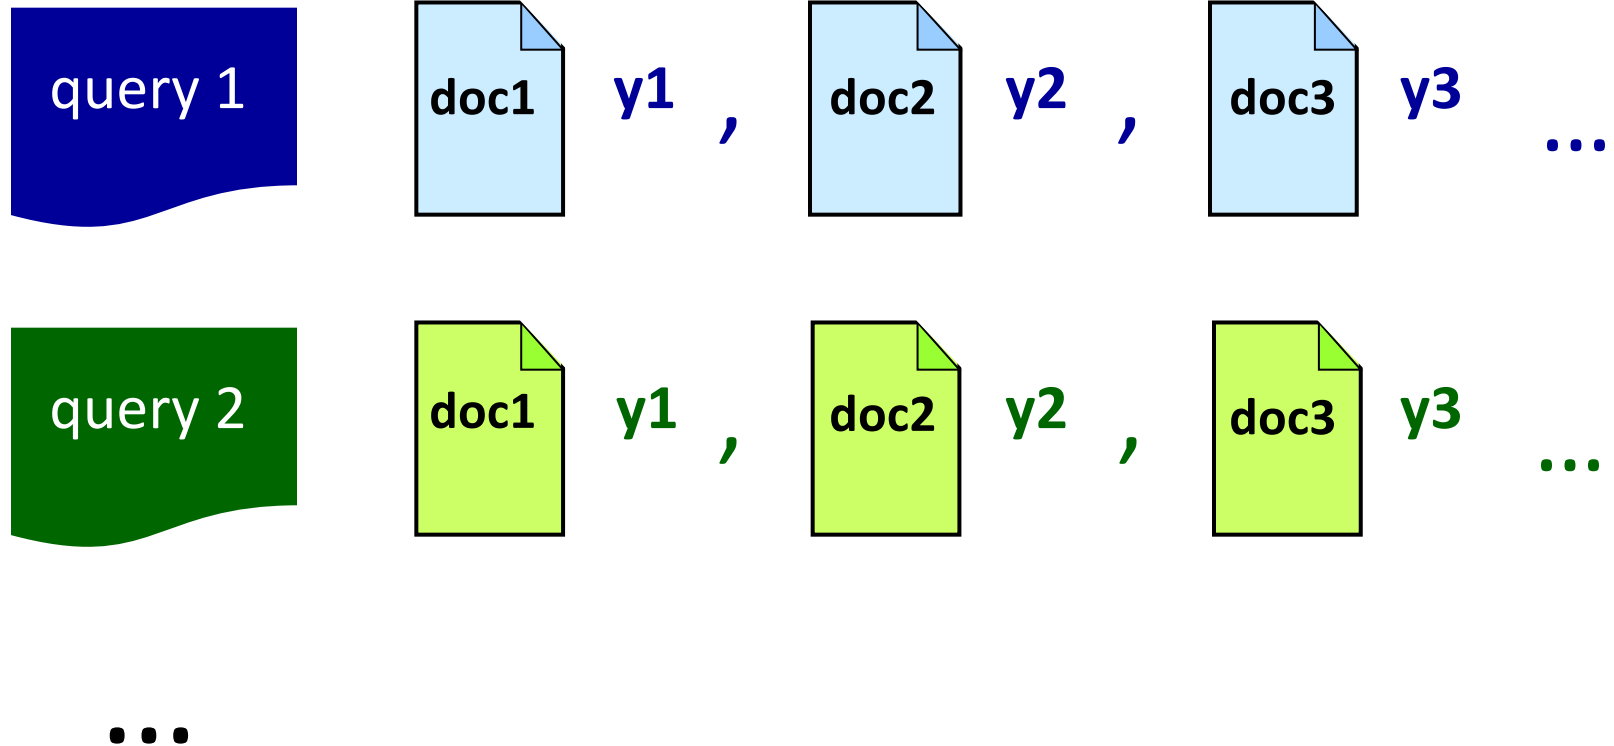 query 1 doc1 y1 , doc2 y2 , doc3 y3 ...
query 2 doc1 y1 , doc2 y2 , doc3 y3 ...
...